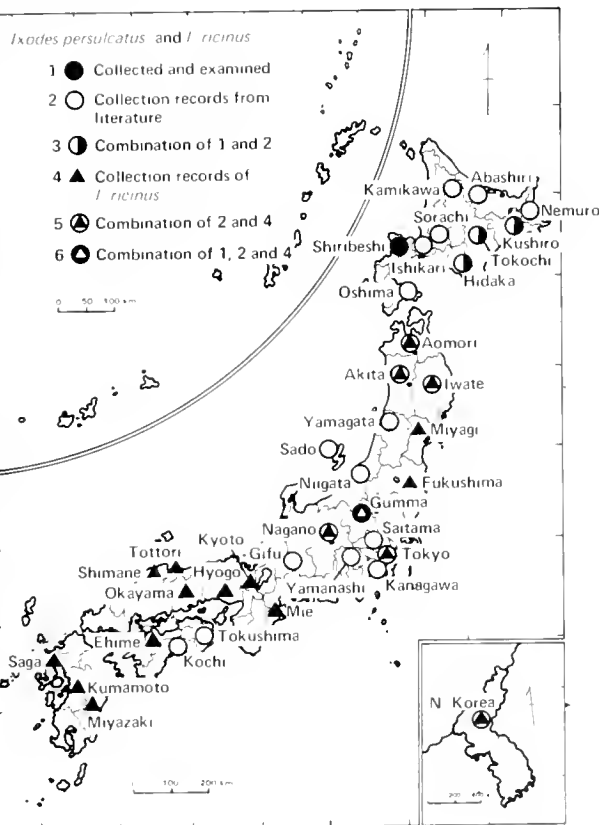 Ixodes persulcatus and I ricinus
1 Collected and examined
2 Collection records from
literature
3 Combination of 1 and 2
4 Collection records of
I ricinus
5 Combination of 2 and 4
6 Combination of 1, 2 and 4
0 50 100 km
Abashiri
Kamikawa
Nemuro
Sorachi
Kushiro
Shiribeshi
Tokochi
Ishikari
Hidaka
Oshima
Aomori
Akita
Iwate
Yamagata
Miyagi
Sado
Niigata
Fukushima
Gumma
Nagano
Saitama
Kyoto
Tottori
Gifu
Tokyo
Shimane
Hyogo
Okayama
Yamanashi
Kanagawa
Mie
Ehime
Tokushima
Kochi
Saga
Kumamoto
Miyazaki
N Korea
0 100 200 km